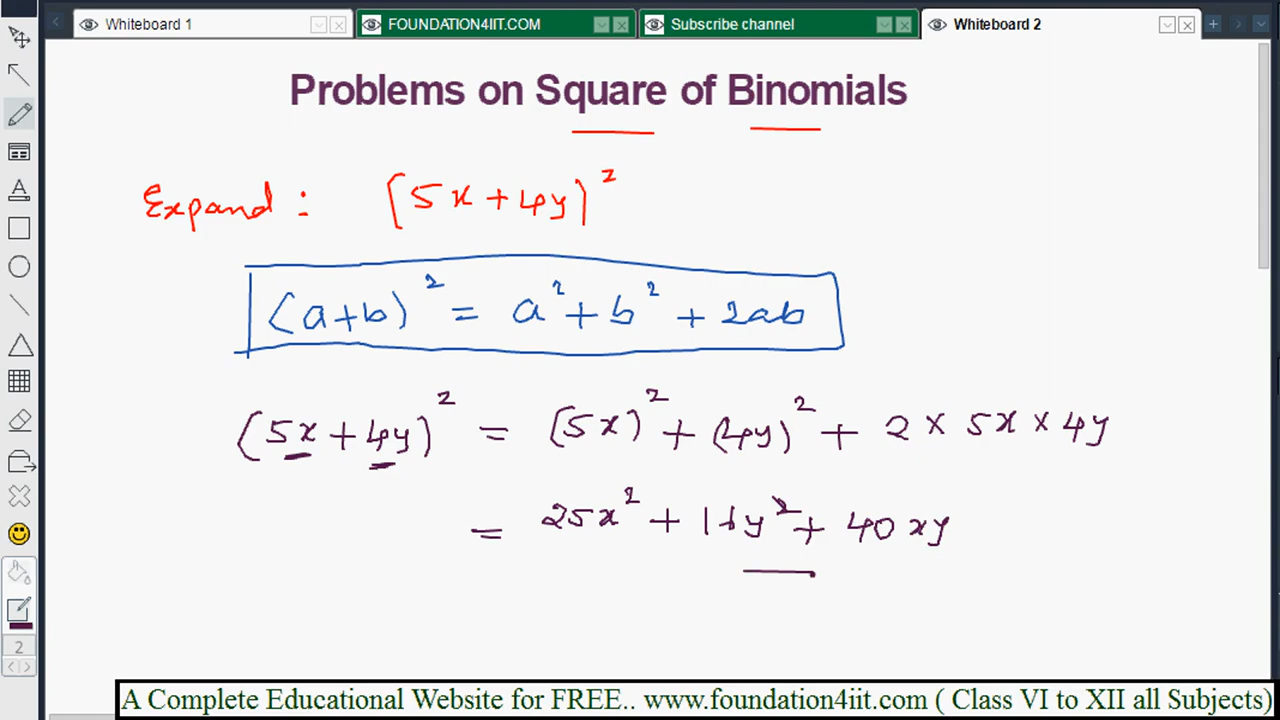 Whiteboard 1 FOUNDATION4IIT.COM Subscribe channel Whiteboard 2
Problems on Square of Binomials
Expand : (5x + 4y)²
(a+b)² = a² + b² + 2ab
(5x + 4y)² = (5x)² + (4y)² + 2 × 5x × 4y
= 25x² + 16y² + 40xy
2
A Complete Educational Website for FREE.. www.foundation4iit.com ( Class VI to XII all Subjects)